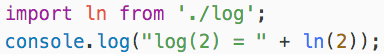 import ln from './log';
console.log("log(2) = " + ln(2));